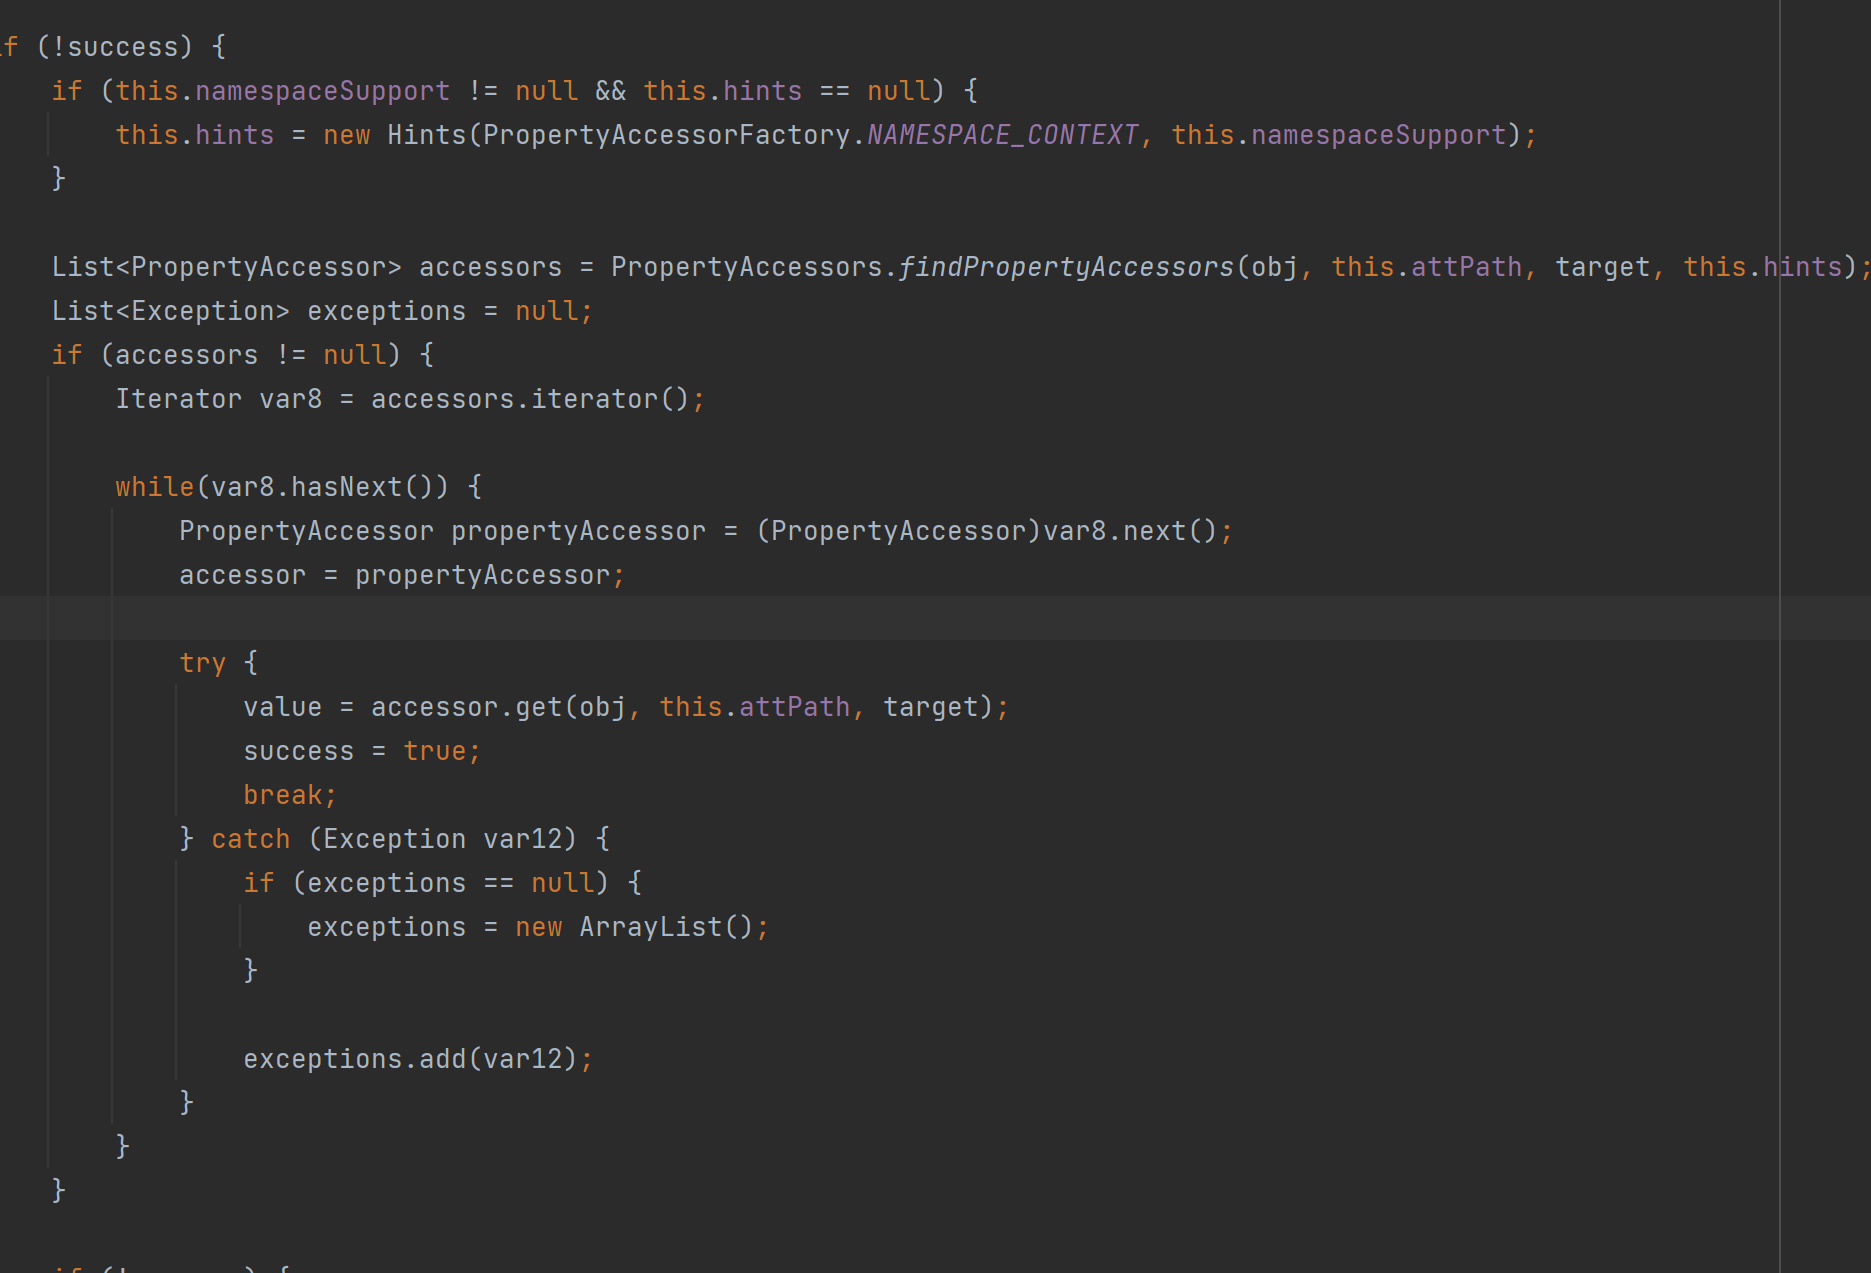 if (!success) {
if (this.namespaceSupport != null && this.hints == null) {
this.hints = new Hints(PropertyAccessorFactory.NAMESPACE_CONTEXT, this.namespaceSupport);
}
List<PropertyAccessor> accessors = PropertyAccessors.findPropertyAccessors(obj, this.attPath, target, this.hints);
List<Exception> exceptions = null;
if (accessors != null) {
Iterator var8 = accessors.iterator();
while(var8.hasNext()) {
PropertyAccessor propertyAccessor = (PropertyAccessor)var8.next();
accessor = propertyAccessor;
try {
value = accessor.get(obj, this.attPath, target);
success = true;
break;
} catch (Exception var12) {
if (exceptions == null) {
exceptions = new ArrayList();
}
exceptions.add(var12);
}
}
}